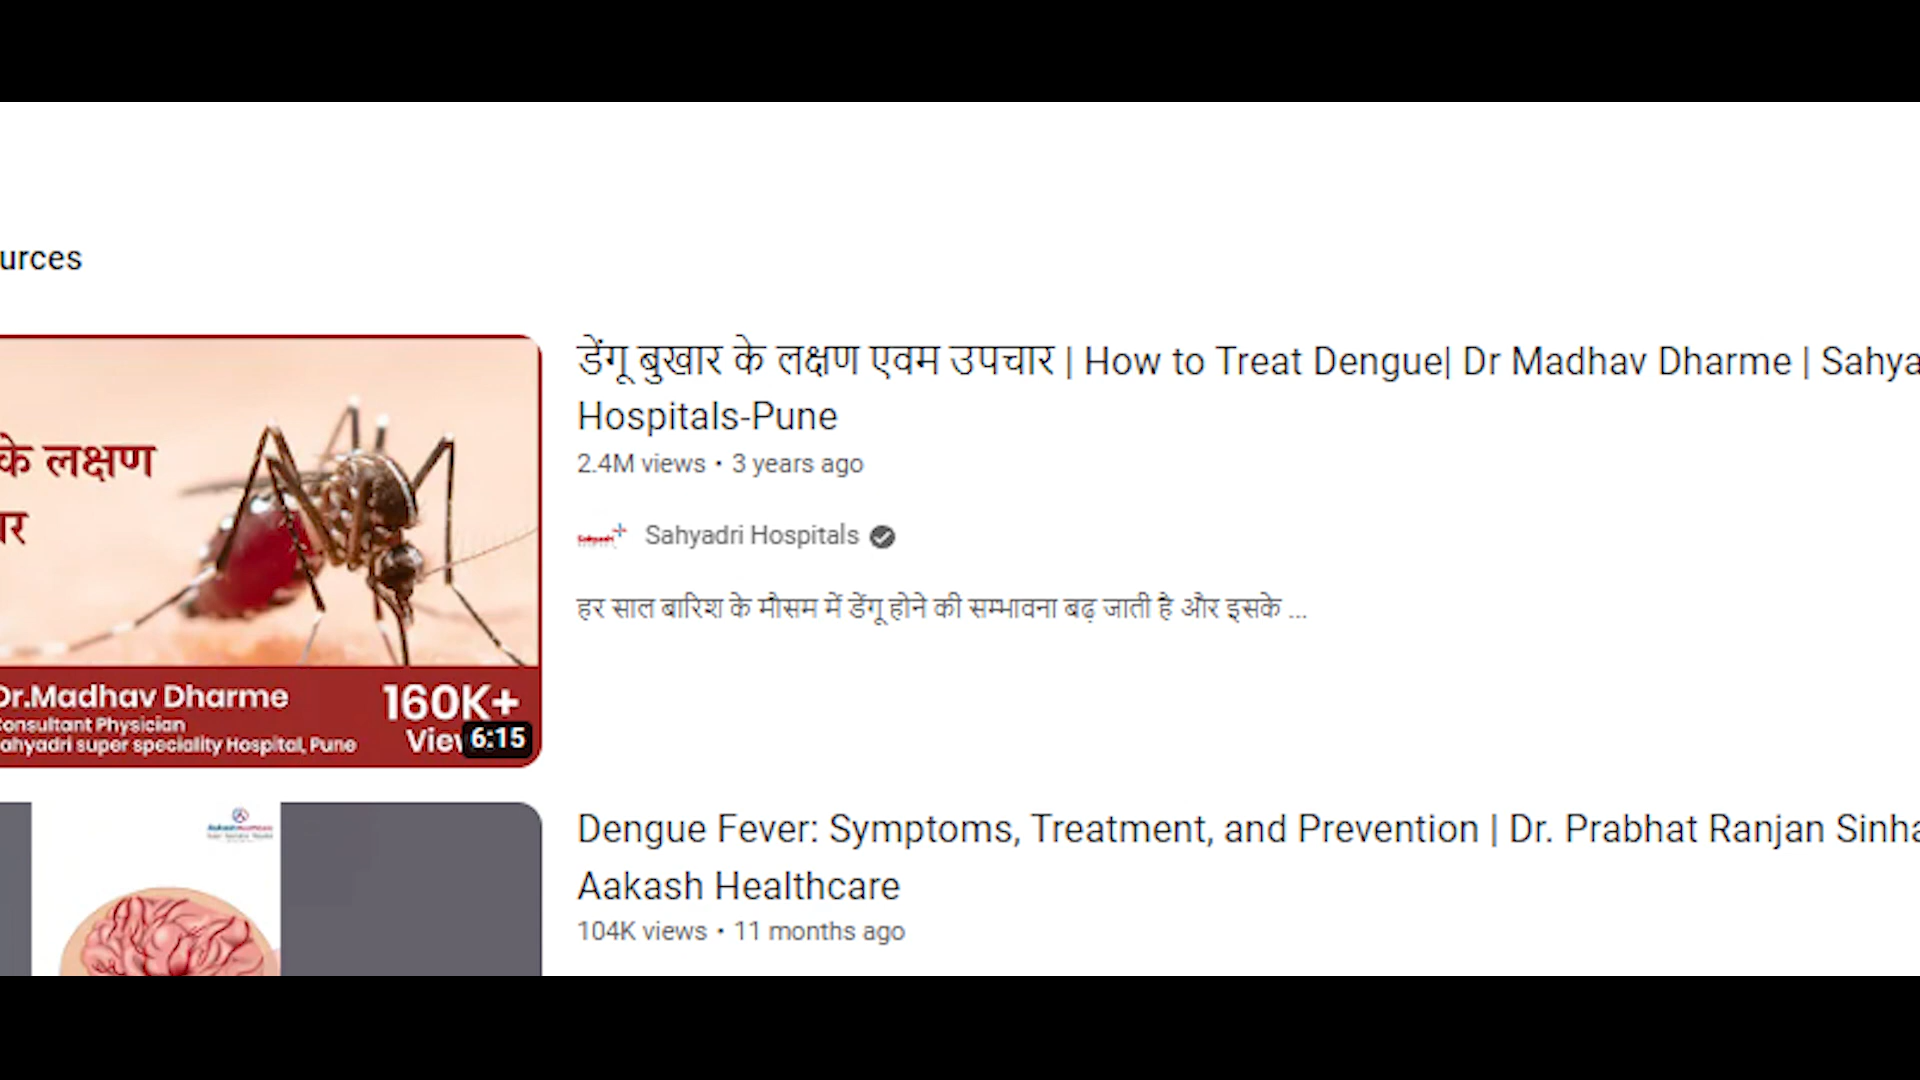 urces
डेंगू बुखार के लक्षण एवम उपचार | How to Treat Dengue| Dr Madhav Dharme | Sahya
Hospitals-Pune
2.4M views • 3 years ago
Sahyadri Hospitals
हर साल बारिश के मौसम में डेंगू होने की सम्भावना बढ़ जाती है और इसके ...
के लक्षण
ार
Dr.Madhav Dharme
Consultant Physician
ahyadri super speciality Hospital, Pune
160K+
View
6:15
Dengue Fever: Symptoms, Treatment, and Prevention | Dr. Prabhat Ranjan Sinha
Aakash Healthcare
104K views • 11 months ago